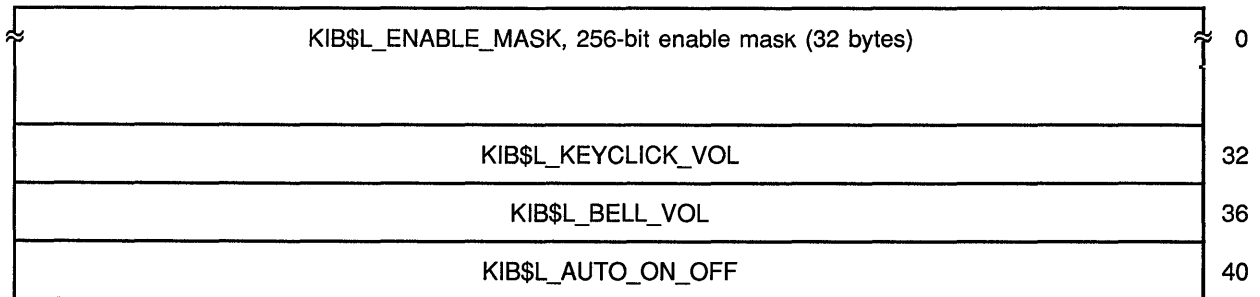 KIB$L_ENABLE_MASK, 256-bit enable mask (32 bytes) 0
KIB$L_KEYCLICK_VOL 32
KIB$L_BELL_VOL 36
KIB$L_AUTO_ON_OFF 40